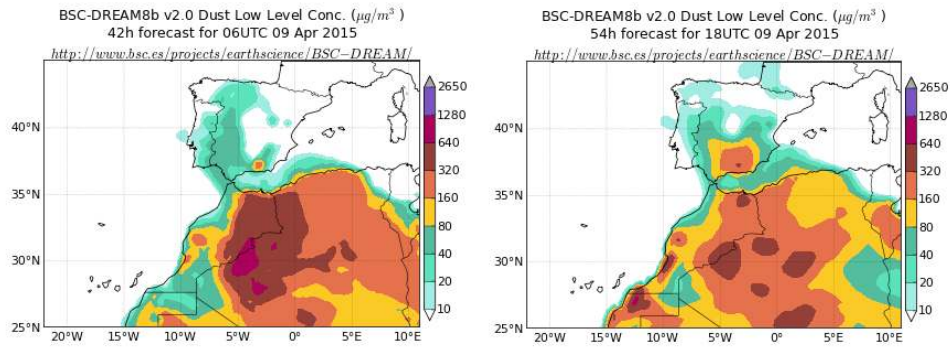 BSC-DREAM8b v2.0 Dust Low Level Conc. (μg/m³ )
42h forecast for 06UTC 09 Apr 2015
http://www.bsc.es/projects/earthscience/BSC−DREAM/
40°N
35°N
30°N
25°N
20°W
15°W
10°W
5°W
0°
5°E
10°E
2650
1280
640
320
160
80
40
20
10
BSC-DREAM8b v2.0 Dust Low Level Conc. (μg/m³ )
54h forecast for 18UTC 09 Apr 2015
http://www.bsc.es/projects/earthscience/BSC−DREAM/
40°N
35°N
30°N
25°N
20°W
15°W
10°W
5°W
0°
5°E
10°E
2650
1280
640
320
160
80
40
20
10